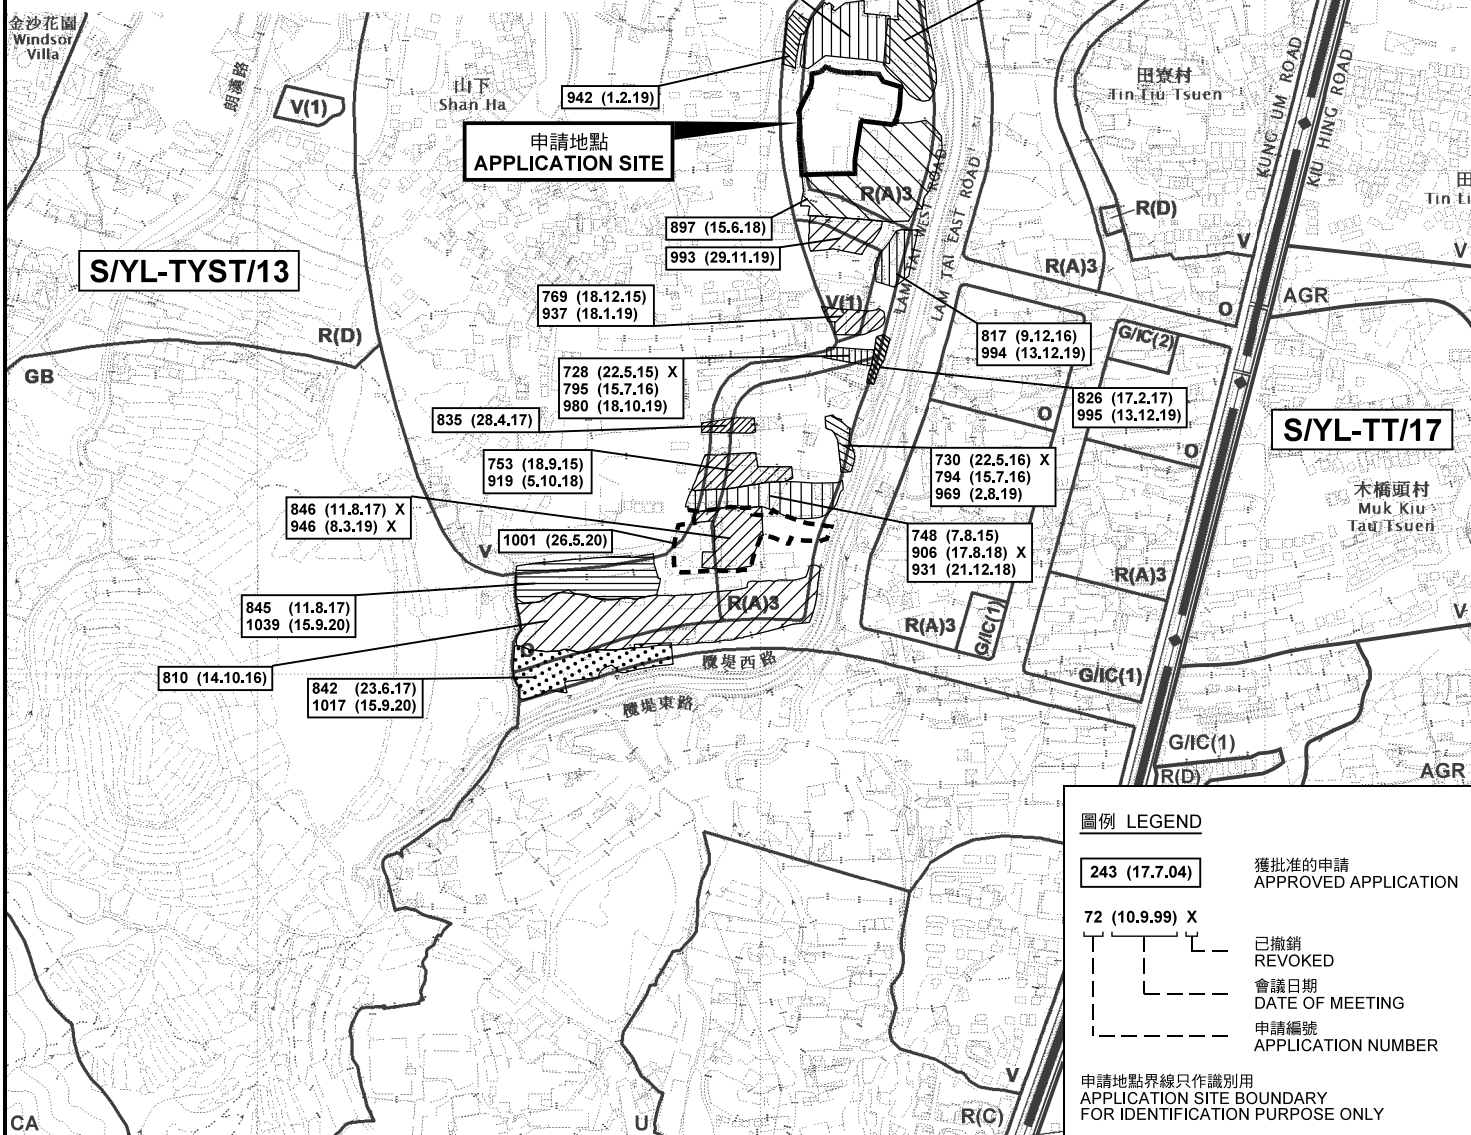 金沙花園
Windsor
Villa
朗漢路
V(1)
山下
Shan Ha
942 (1.2.19)
申請地點
APPLICATION SITE
田寮村
Tin Liu Tsuen
KUNG UM ROAD
KIU HING ROAD
田
Tin Li
R(A)3
R(D)
897 (15.6.18)
993 (29.11.19)
LAM TAI WEST ROAD
LAM TAI EAST ROAD
V
V
S/YL-TYST/13
R(A)3
769 (18.12.15)
937 (18.1.19)
V(1)
AGR
O
R(D)
817 (9.12.16)
994 (13.12.19)
G/IC(2)
GB
728 (22.5.15) X
795 (15.7.16)
980 (18.10.19)
826 (17.2.17)
995 (13.12.19)
835 (28.4.17)
O
S/YL-TT/17
O
753 (18.9.15)
919 (5.10.18)
730 (22.5.16) X
794 (15.7.16)
969 (2.8.19)
木橋頭村
Muk Kiu
Tau Tsuen
846 (11.8.17) X
946 (8.3.19) X
1001 (26.5.20)
V
748 (7.8.15)
906 (17.8.18) X
931 (21.12.18)
R(A)3
845 (11.8.17)
1039 (15.9.20)
R(A)3
R(A)3
G/IC(1)
V
810 (14.10.16)
欖堤西路
G/IC(1)
842 (23.6.17)
1017 (15.9.20)
欖堤東路
G/IC(1)
R(D)
AGR
圖例 LEGEND
243 (17.7.04)
獲批准的申請
APPROVED APPLICATION
72 (10.9.99) X
已撤銷
REVOKED
會議日期
DATE OF MEETING
申請編號
APPLICATION NUMBER
申請地點界線只作識別用
APPLICATION SITE BOUNDARY
FOR IDENTIFICATION PURPOSE ONLY
V
R(C)
CA
U